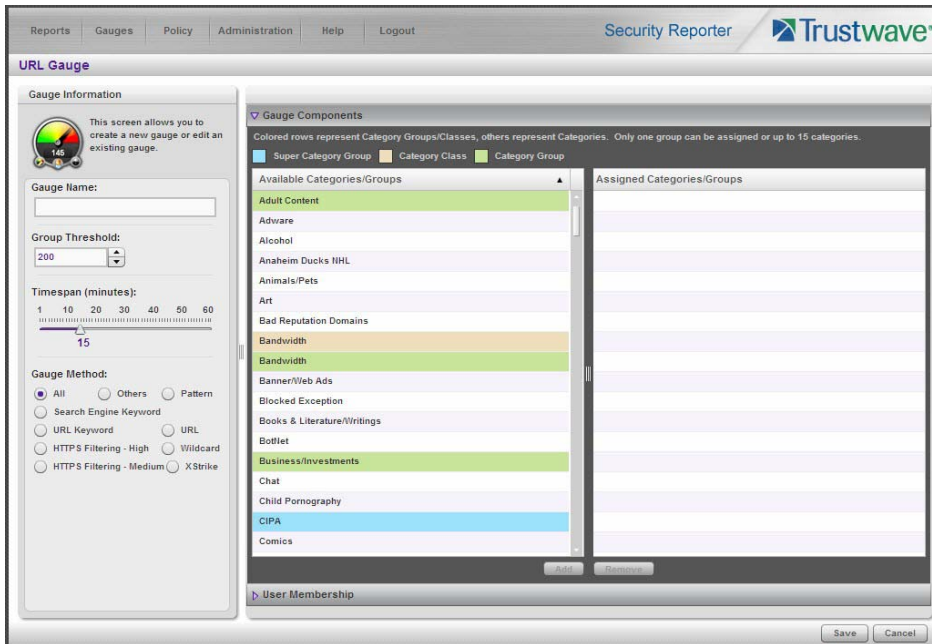 Reports Gauges Policy Administration Help Logout
Security Reporter
Trustwave®
URL Gauge
Gauge Information
145
This screen allows you to
create a new gauge or edit an
existing gauge.
Gauge Name:
Group Threshold:
200
Timespan (minutes):
1 10 20 30 40 50 60
15
Gauge Method:
All Others Pattern
Search Engine Keyword
URL Keyword URL
HTTPS Filtering - High Wildcard
HTTPS Filtering - Medium XStrike
Gauge Components
Colored rows represent Category Groups/Classes, others represent Categories. Only one group can be assigned or up to 15 categories.
Super Category Group Category Class Category Group
Available Categories/Groups
Adult Content
Adware
Alcohol
Anaheim Ducks NHL
Animals/Pets
Art
Bad Reputation Domains
Bandwidth
Bandwidth
Banner/Web Ads
Blocked Exception
Books & Literature/Writings
BotNet
Business/Investments
Chat
Child Pornography
CIPA
Comics
Assigned Categories/Groups
Add Remove
User Membership
Save Cancel